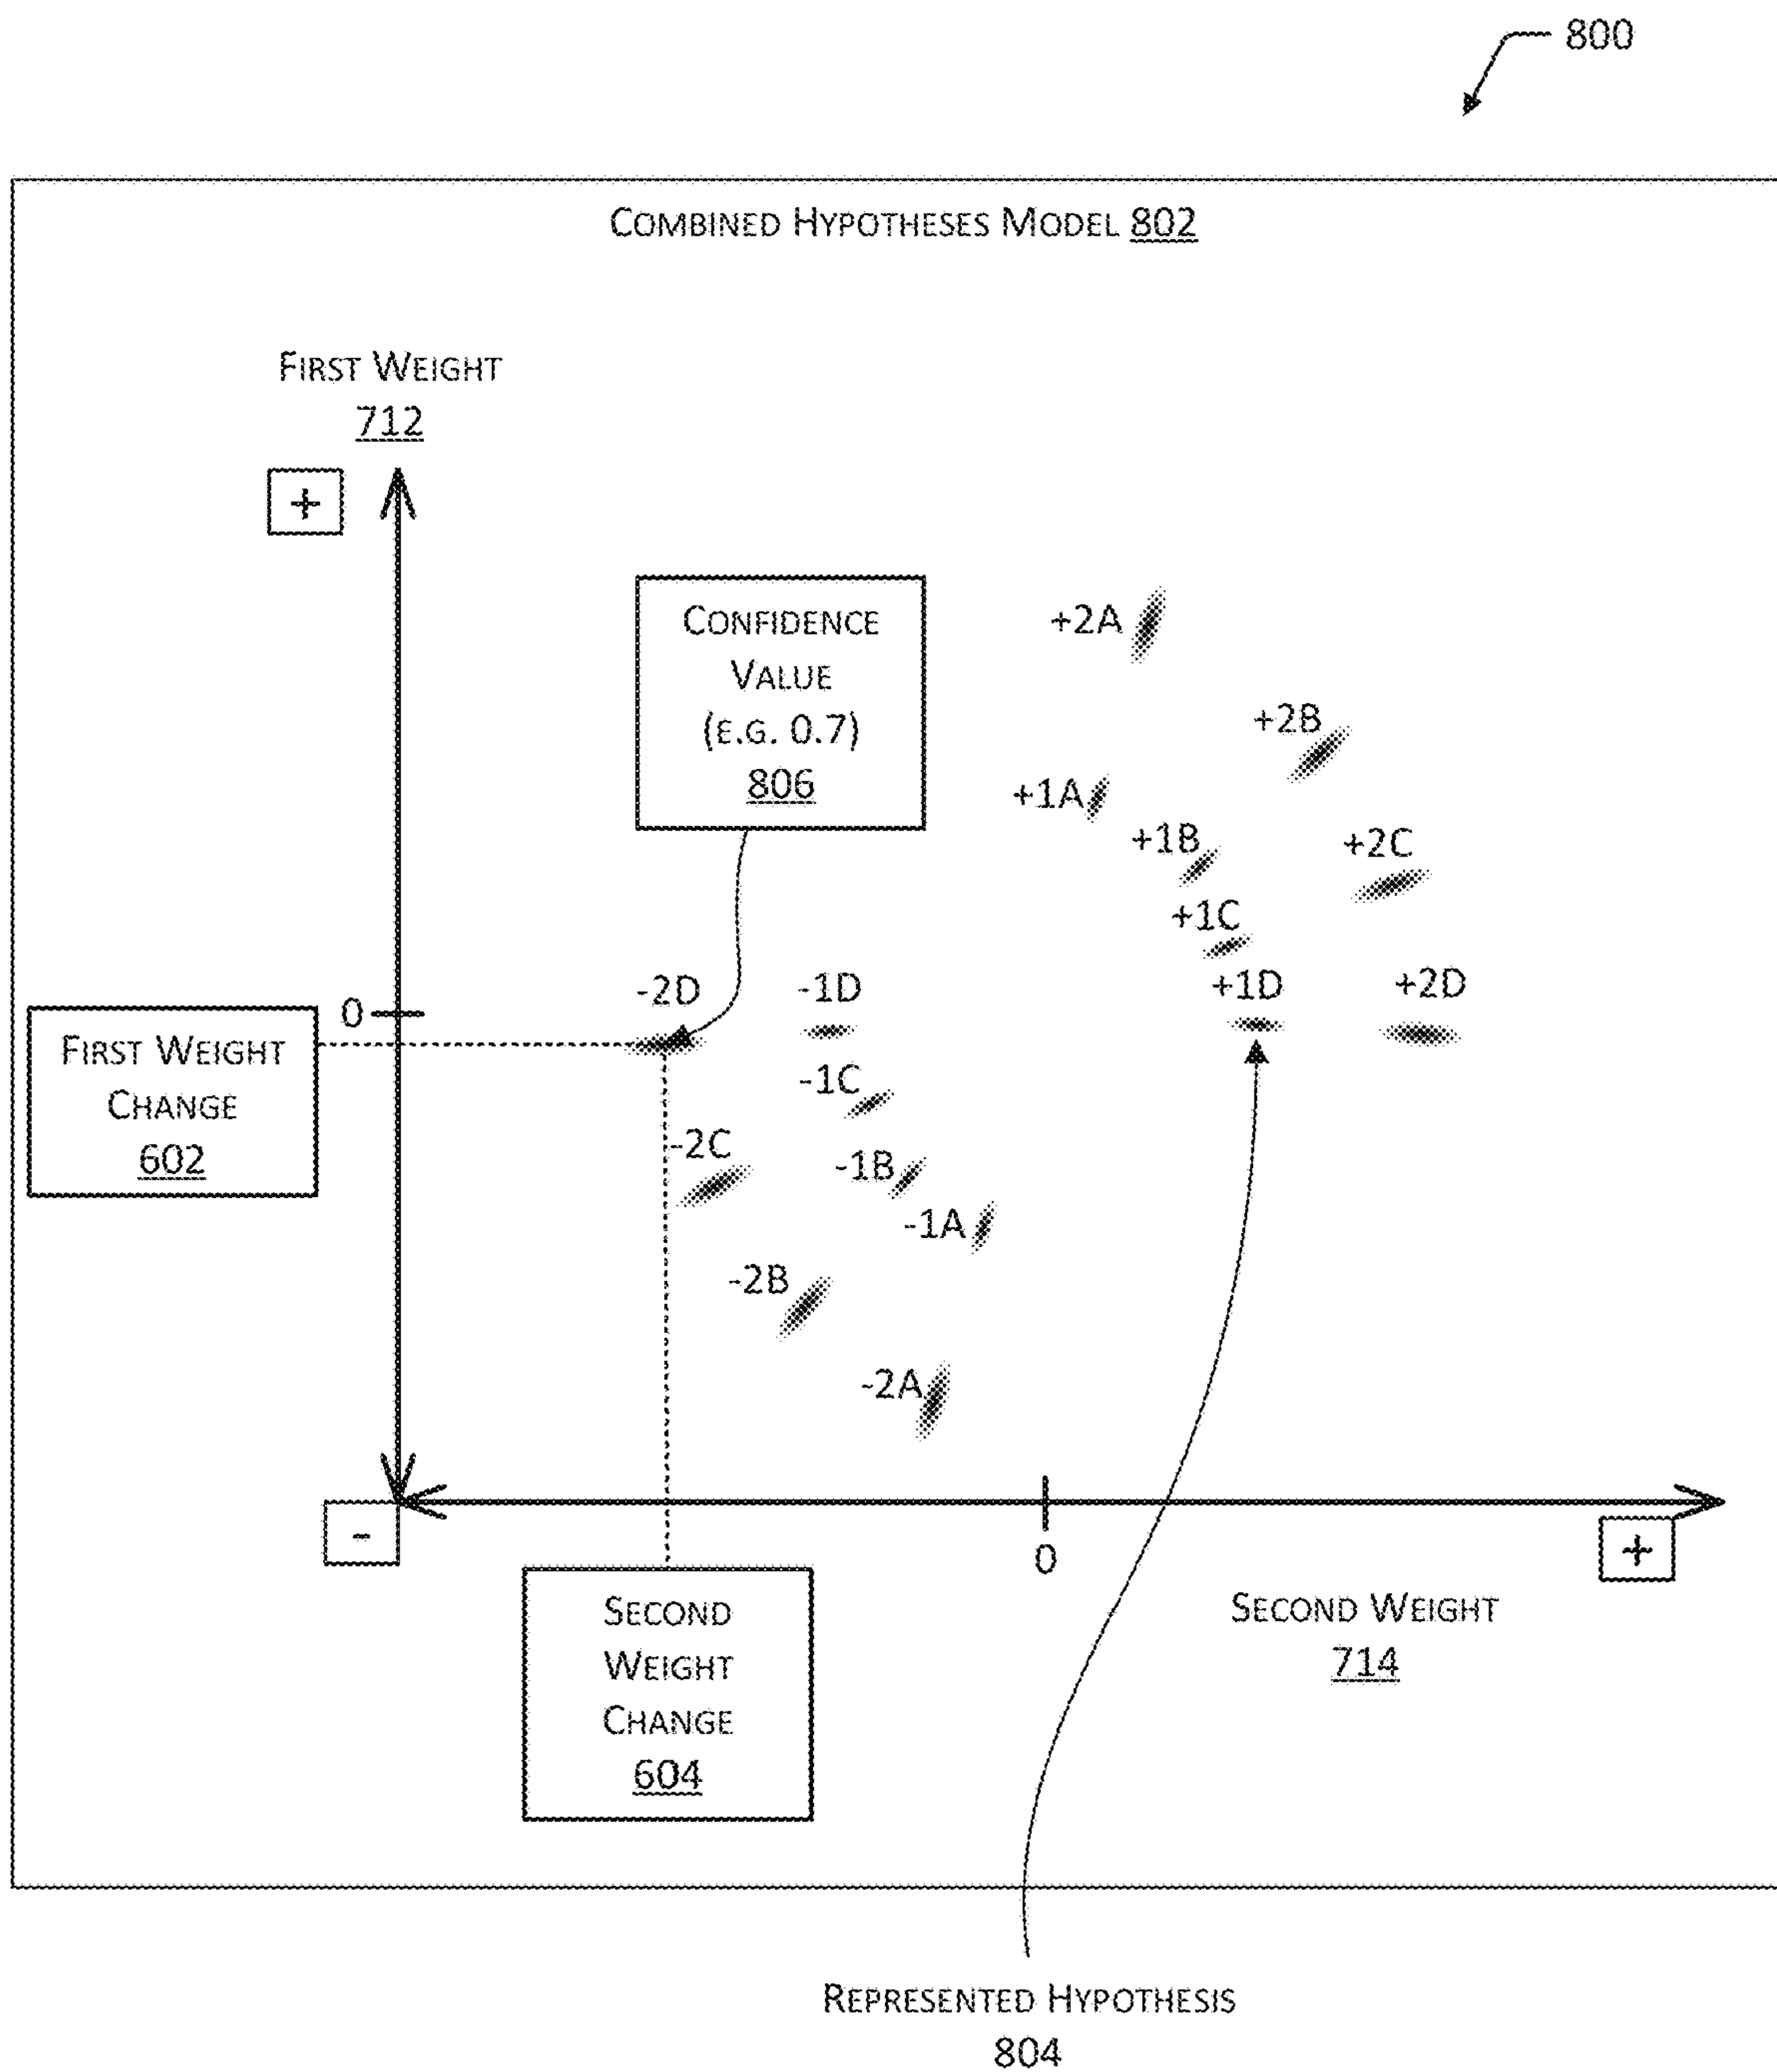 800
COMBINED HYPOTHESES MODEL 802
FIRST WEIGHT
712
+
CONFIDENCE
VALUE
(E.G. 0.7)
806
+2A
+2B
+1A
+1B
+2C
+1C
-2D
-1D
+1D
+2D
0
FIRST WEIGHT
CHANGE
602
-1C
-2C
-1B
-1A
-2B
-2A
-
0
+
SECOND
WEIGHT
CHANGE
604
SECOND WEIGHT
714
REPRESENTED HYPOTHESIS
804